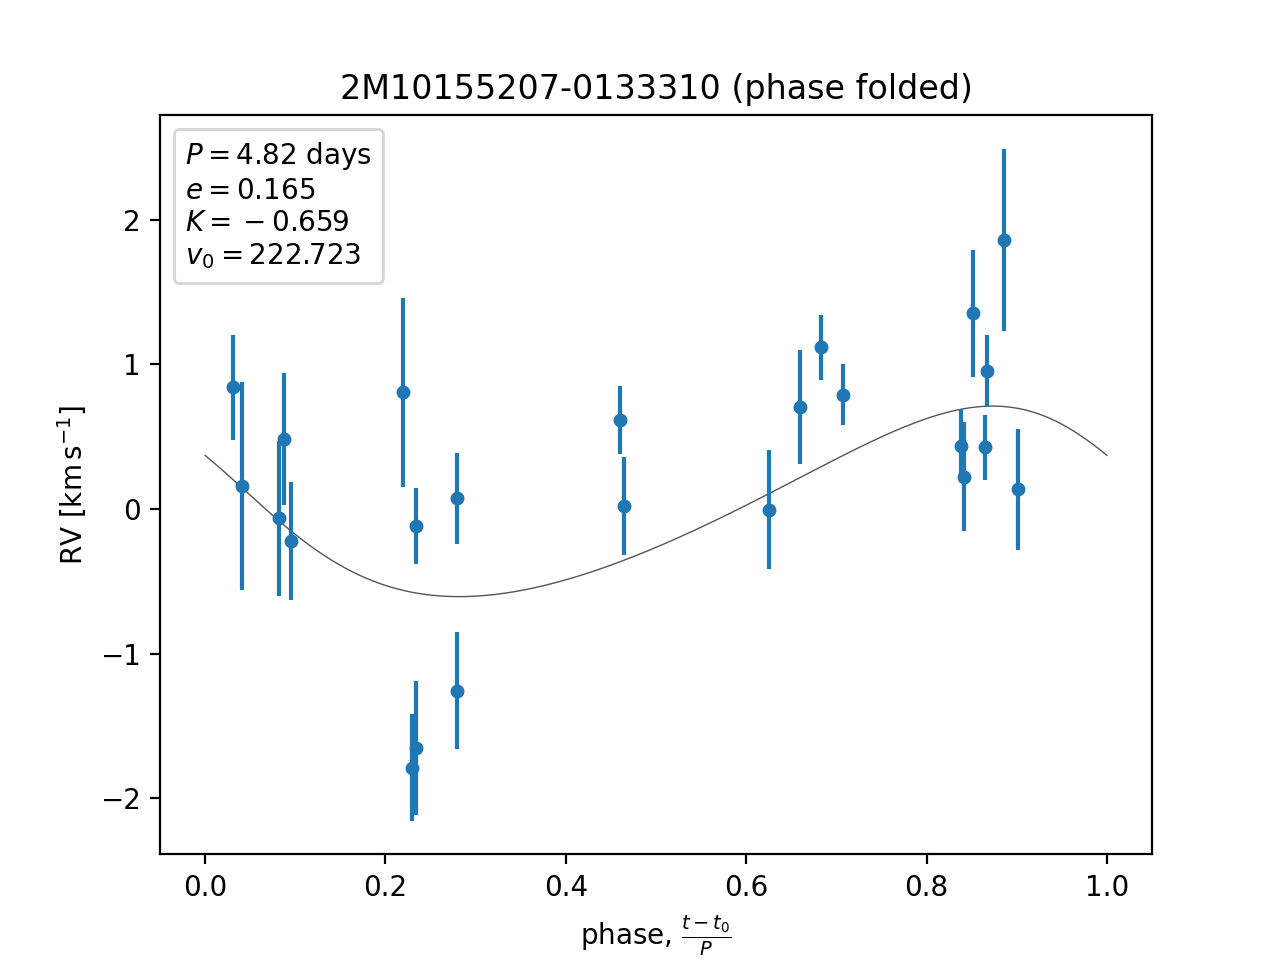 2M10155207-0133310 (phase folded)
P = 4.82 days
e = 0.165
K = −0.659
v₀ = 222.723
RV [km s⁻¹]
2
1
0
−1
−2
0.0 0.2 0.4 0.6 0.8 1.0
phase, (t − t₀)/P